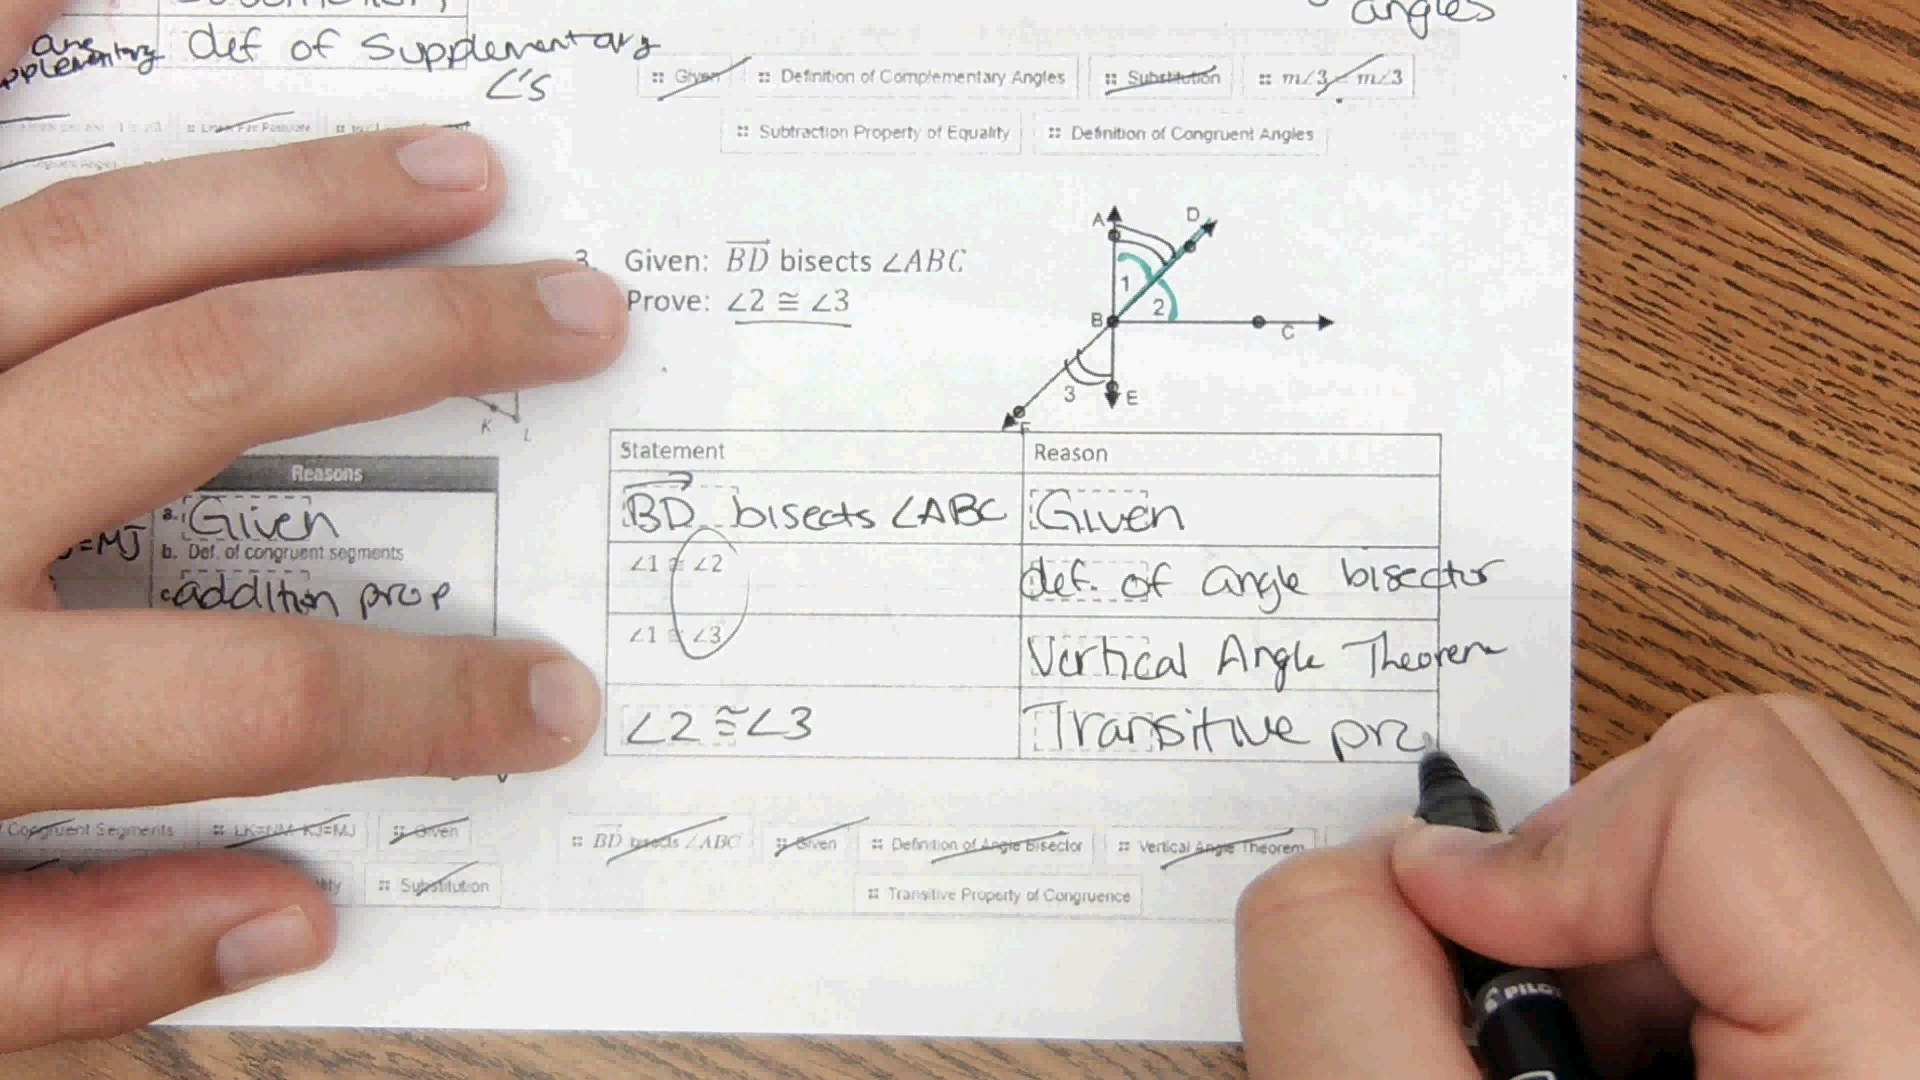 angles
are
def of Supplementary
∠'s
Given
Definition of Complementary Angles
Substitution
m∠3 = m∠3
Subtraction Property of Equality
Definition of Congruent Angles
3. Given: BD bisects ∠ABC
Prove: ∠2 ≅ ∠3
A
D
1
2
B
C
3
E
F
K
L
Statement
Reason
BD bisects ∠ABC
Given
∠1 ≅ ∠2
def. of angle bisector
∠1 ≅ ∠3
Vertical Angle Theorem
∠2 ≅ ∠3
Transitive pro
Reasons
a. Given
=MJ
b. Def. of congruent segments
c. addition prop
Congruent Segments
LK=NM, KJ=MJ
Given
Substitution
BD bisects ∠ABC
Given
Definition of Angle Bisector
Vertical Angle Theorem
Transitive Property of Congruence
PILOT